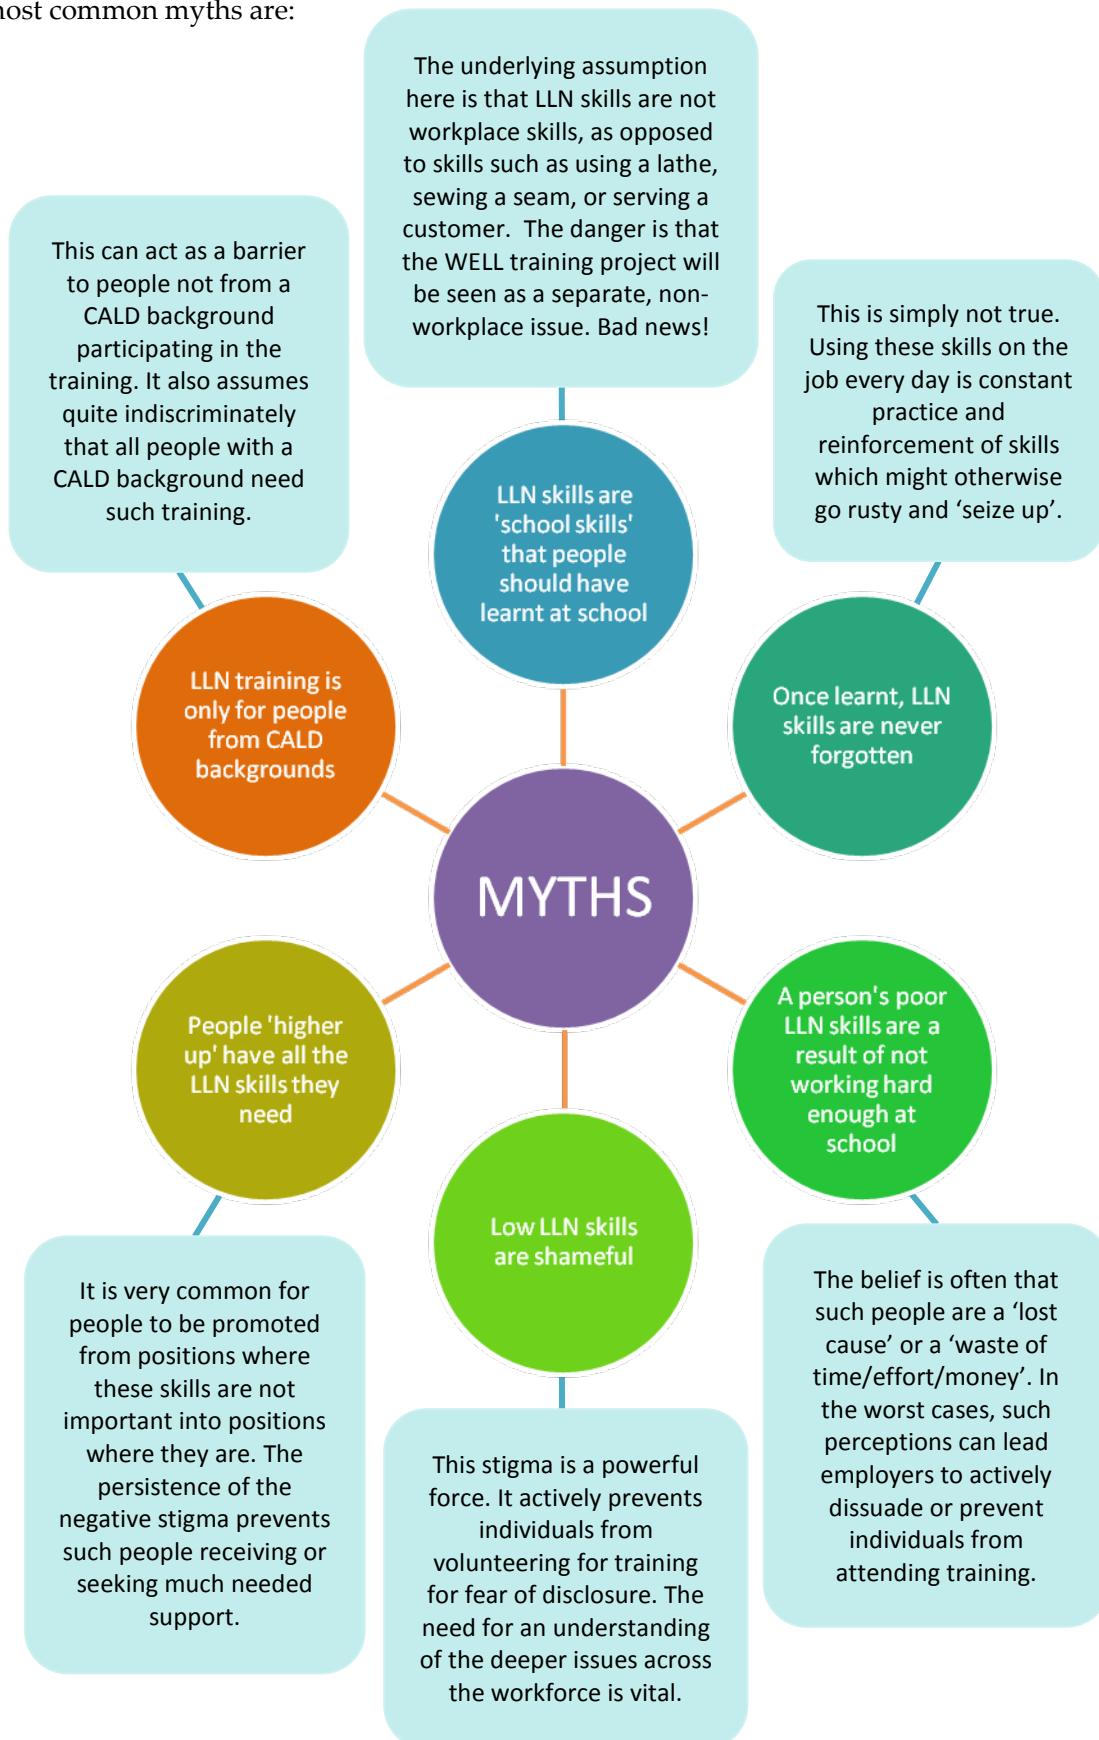 most common myths are:
The underlying assumption
here is that LLN skills are not
workplace skills, as opposed
to skills such as using a lathe,
sewing a seam, or serving a
customer.  The danger is that
the WELL training project will
be seen as a separate, non-
workplace issue. Bad news!
This can act as a barrier
to people not from a
CALD background
participating in the
training. It also assumes
quite indiscriminately
that all people with a
CALD background need
such training.
This is simply not true.
Using these skills on the
job every day is constant
practice and
reinforcement of skills
which might otherwise
go rusty and ‘seize up’.
LLN skills are
'school skills'
that people
should have
learnt at school
LLN training is
only for people
from CALD
backgrounds
Once learnt, LLN
skills are never
forgotten
MYTHS
People 'higher
up' have all the
LLN skills they
need
A person's poor
LLN skills are a
result of not
working hard
enough at
school
Low LLN skills
are shameful
It is very common for
people to be promoted
from positions where
these skills are not
important into positions
where they are. The
persistence of the
negative stigma prevents
such people receiving or
seeking much needed
support.
This stigma is a powerful
force. It actively prevents
individuals from
volunteering for training
for fear of disclosure. The
need for an understanding
of the deeper issues across
the workforce is vital.
The belief is often that
such people are a ‘lost
cause’ or a ‘waste of
time/effort/money’. In
the worst cases, such
perceptions can lead
employers to actively
dissuade or prevent
individuals from
attending training.